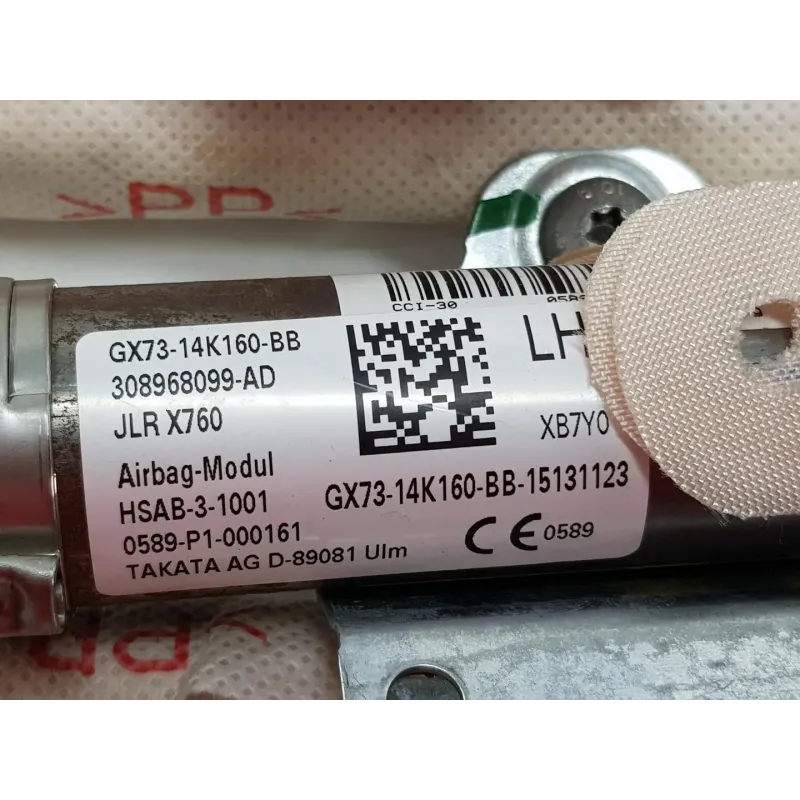 >PP<
CCI-30
GX73-14K160-BB
308968099-AD
JLR X760
LH
XB7Y0
Airbag-Modul
HSAB-3-1001
GX73-14K160-BB-15131123
0589-P1-000161
CE 0589
TAKATA AG D-89081 Ulm